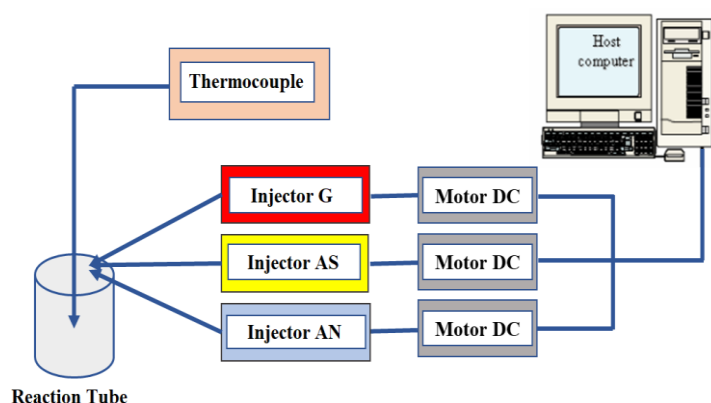 Host
computer
Thermocouple
Injector G
Motor DC
Injector AS
Motor DC
Injector AN
Motor DC
Reaction Tube